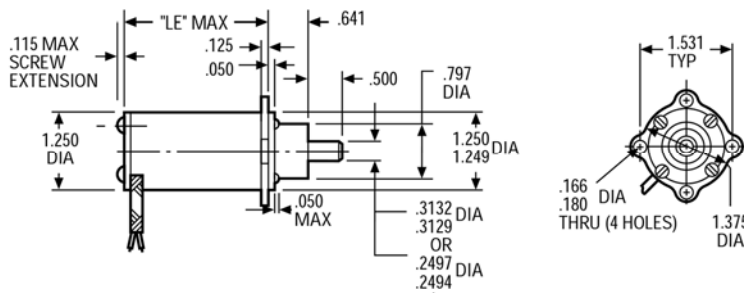 "LE" MAX
.641
.115 MAX
SCREW
EXTENSION
.125
.050
.500
.797
DIA
1.250
DIA
1.250
1.249
DIA
.050
MAX
.3132
.3129
DIA
OR
.2497
.2494
DIA
1.531
TYP
.166
.180
DIA
THRU (4 HOLES)
1.375
DIA